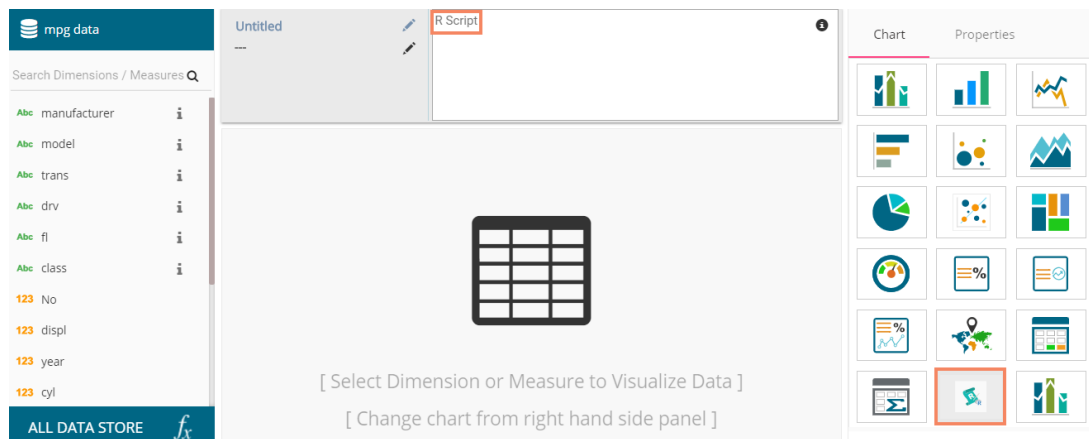 mpg data
Search Dimensions / Measures
Abc manufacturer
Abc model
Abc trans
Abc drv
Abc fl
Abc class
123 No
123 displ
123 year
123 cyl
ALL DATA STORE fx
Untitled
---
R Script
[ Select Dimension or Measure to Visualize Data ]
[ Change chart from right hand side panel ]
Chart Properties
%
%
Σ